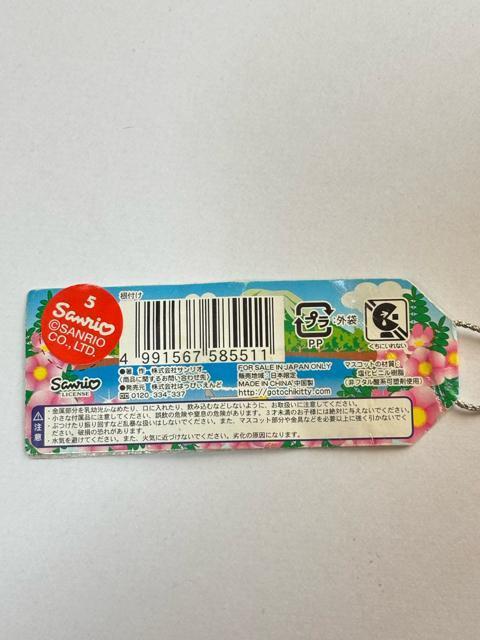 5
Sanrio
©SANRIO
CO., LTD.
根付け
4 991567 585511
プラ
・外袋
PP
くちにいれない
Sanrio
LICENSE
●著　作　株式会社サンリオ
(商品に関するお問い合わせ先)
●発売元　株式会社はうぴぃえんど
0120 334-337
FOR SALE IN JAPAN ONLY
販売地域　日本限定
MADE IN CHINA 中国製
http://gotochikitty.com/
マスコットの材質：
塩化ビニール樹脂
(非フタル酸系可塑剤使用)
注意
・金属部分を乳幼児がなめたり、口に入れたり、飲み込むなどしないように、お取扱いに注意してください。
・小さな付属品に注意してください。誤飲の危険や窒息の危険があります。3才未満のお子様には絶対に与えないでください。
・ぶつけたり振り回すなど乱暴な扱いはしないでください。また、マスコット部分や金具などを必要以上に強く引かないでください。破損の恐れがあります。
・水気を避けてください。また、火気に近づけないでください。劣化の原因になります。